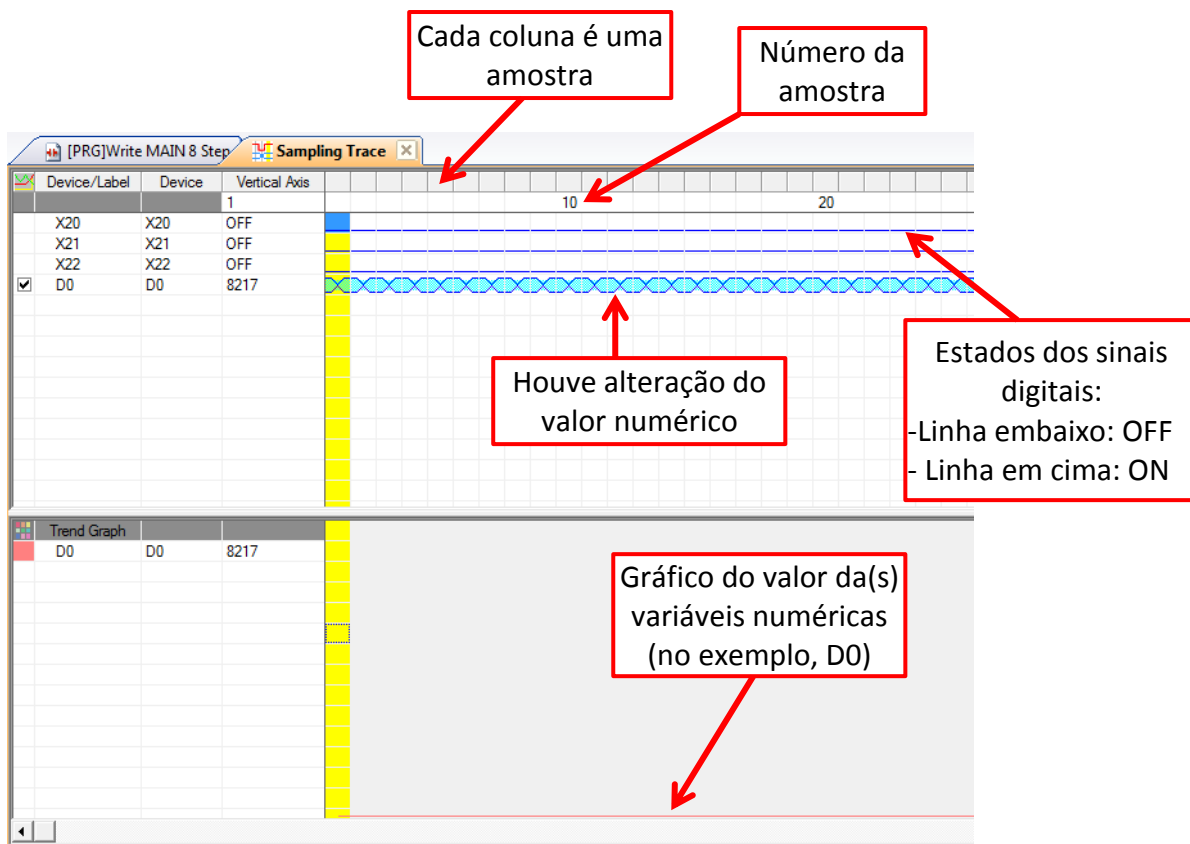 Cada coluna é uma
amostra
Número da
amostra
[PRG]Write MAIN 8 Step
Sampling Trace
Device/Label Device Vertical Axis
1 10 20
X20 X20 OFF
X21 X21 OFF
X22 X22 OFF
D0 D0 8217
Houve alteração do
valor numérico
Estados dos sinais
digitais:
-Linha embaixo: OFF
- Linha em cima: ON
Trend Graph
D0 D0 8217
Gráfico do valor da(s)
variáveis numéricas
(no exemplo, D0)